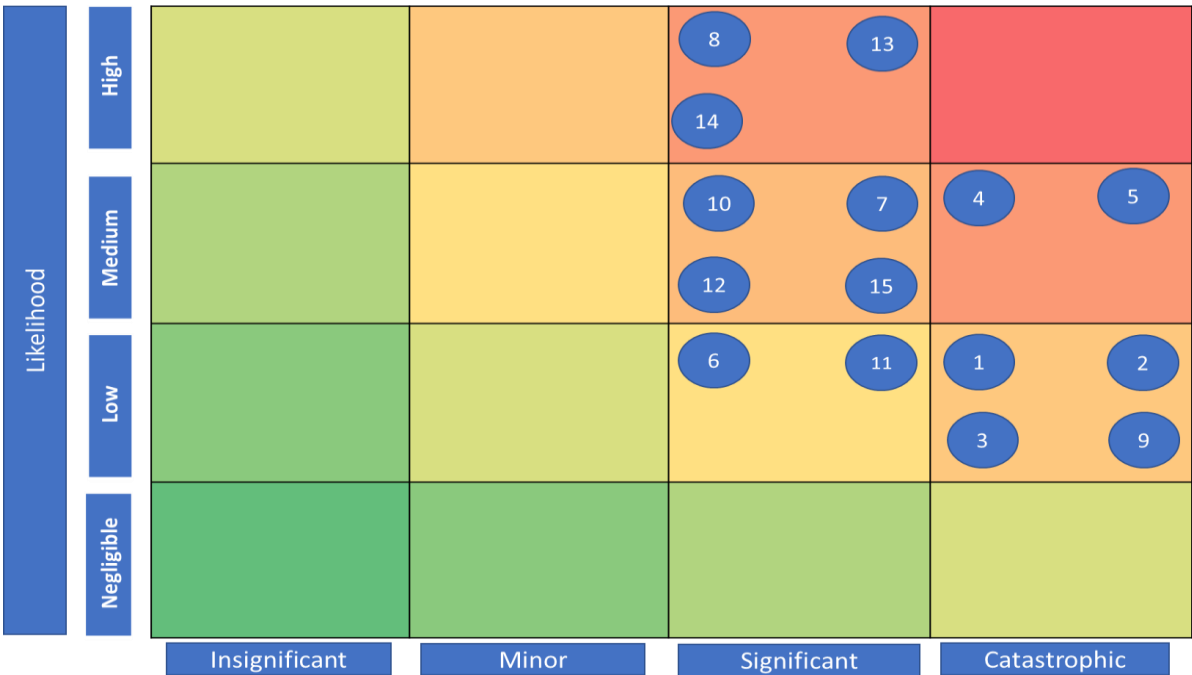 Likelihood
High
8
13
14
Medium
10
7
4
5
12
15
Low
6
11
1
2
3
9
Negligible
Insignificant
Minor
Significant
Catastrophic